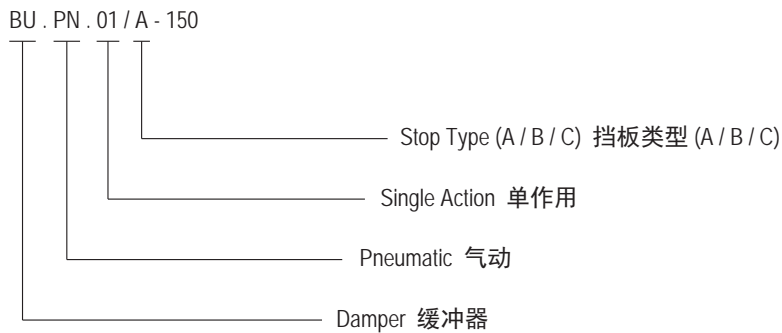 BU . PN . 01 / A - 150
Stop Type (A / B / C) 挡板类型 (A / B / C)
Single Action 单作用
Pneumatic 气动
Damper 缓冲器